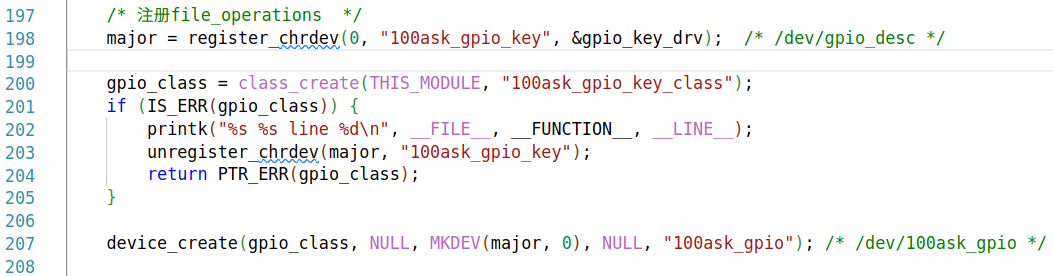 197 /* 注册file_operations  */
198 major = register_chrdev(0, "100ask_gpio_key", &gpio_key_drv);  /* /dev/gpio_desc */
199
200 gpio_class = class_create(THIS_MODULE, "100ask_gpio_key_class");
201 if (IS_ERR(gpio_class)) {
202 printk("%s %s line %d\n", __FILE__, __FUNCTION__, __LINE__);
203 unregister_chrdev(major, "100ask_gpio_key");
204 return PTR_ERR(gpio_class);
205 }
206
207 device_create(gpio_class, NULL, MKDEV(major, 0), NULL, "100ask_gpio"); /* /dev/100ask_gpio */
208